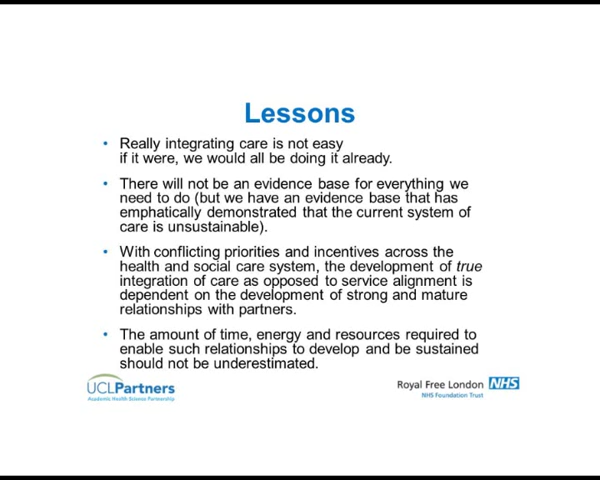 Lessons
• Really integrating care is not easy
if it were, we would all be doing it already.
• There will not be an evidence base for everything we
need to do (but we have an evidence base that has
emphatically demonstrated that the current system of
care is unsustainable).
• With conflicting priorities and incentives across the
health and social care system, the development of true
integration of care as opposed to service alignment is
dependent on the development of strong and mature
relationships with partners.
• The amount of time, energy and resources required to
enable such relationships to develop and be sustained
should not be underestimated.
UCLPartners
Academic Health Science Partnership
Royal Free London NHS
NHS Foundation Trust